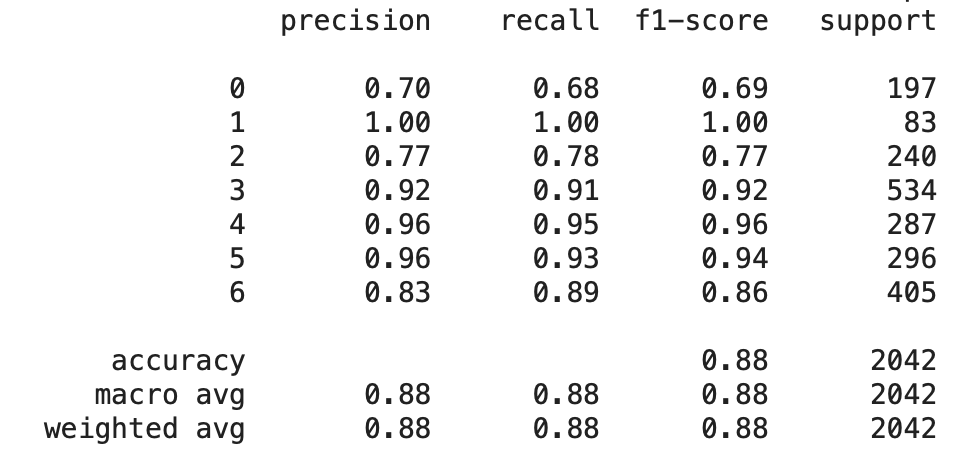 precision recall f1-score support
0 0.70 0.68 0.69 197
1 1.00 1.00 1.00 83
2 0.77 0.78 0.77 240
3 0.92 0.91 0.92 534
4 0.96 0.95 0.96 287
5 0.96 0.93 0.94 296
6 0.83 0.89 0.86 405
accuracy 0.88 2042
macro avg 0.88 0.88 0.88 2042
weighted avg 0.88 0.88 0.88 2042